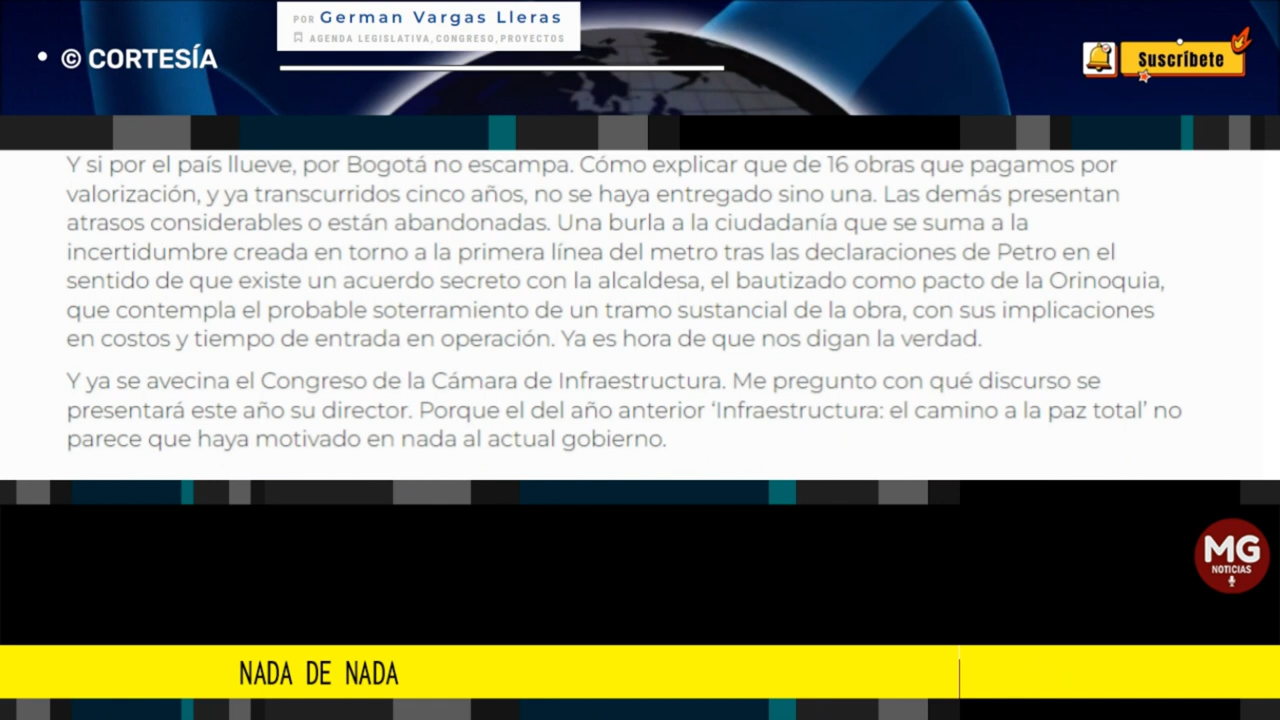 POR German Vargas Lleras
AGENDA LEGISLATIVA, CONGRESO, PROYECTOS
• © CORTESÍA
Suscríbete
Y si por el país llueve, por Bogotá no escampa. Cómo explicar que de 16 obras que pagamos por
valorización, y ya transcurridos cinco años, no se haya entregado sino una. Las demás presentan
atrasos considerables o están abandonadas. Una burla a la ciudadanía que se suma a la
incertidumbre creada en torno a la primera línea del metro tras las declaraciones de Petro en el
sentido de que existe un acuerdo secreto con la alcaldesa, el bautizado como pacto de la Orinoquia,
que contempla el probable soterramiento de un tramo sustancial de la obra, con sus implicaciones
en costos y tiempo de entrada en operación. Ya es hora de que nos digan la verdad.
Y ya se avecina el Congreso de la Cámara de Infraestructura. Me pregunto con qué discurso se
presentará este año su director. Porque el del año anterior ‘Infraestructura: el camino a la paz total’ no
parece que haya motivado en nada al actual gobierno.
MG
NOTICIAS
NADA DE NADA